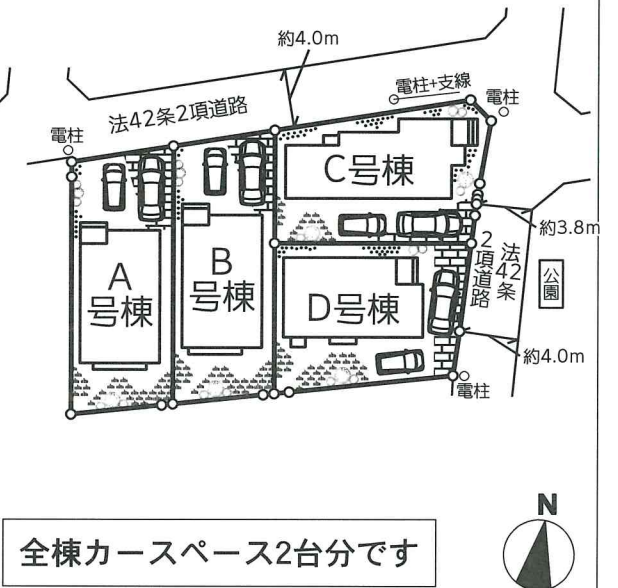 約4.0m
電柱+支線
電柱
法42条2項道路
電柱
C号棟
約3.8m
法42条
2項道路
公園
A
号棟
B
号棟
D号棟
約4.0m
電柱
N
全棟カースペース2台分です